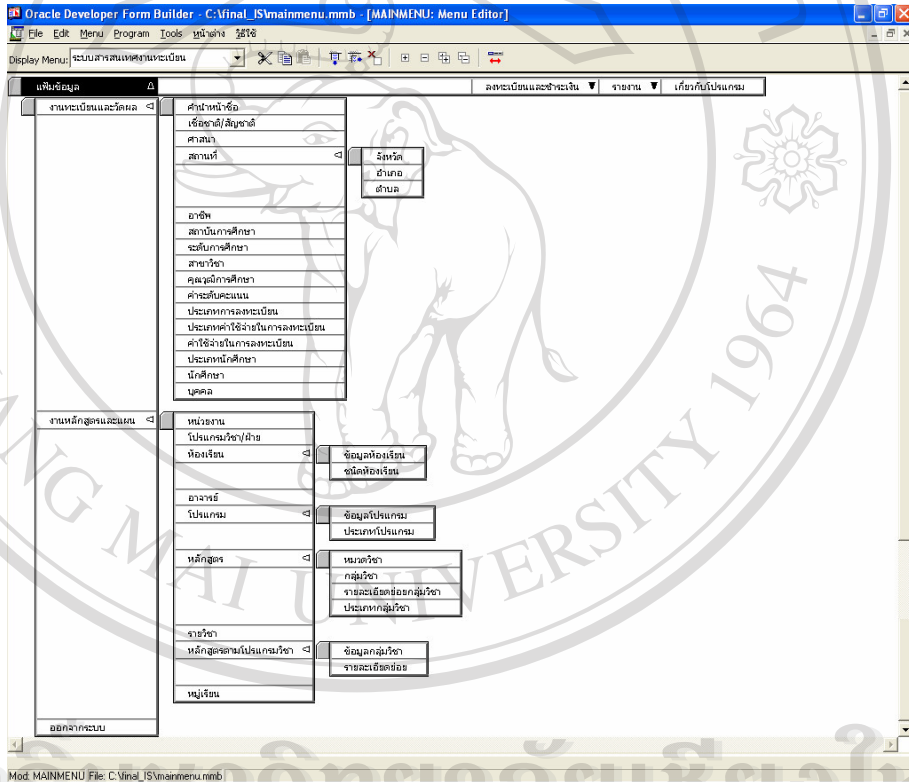 Oracle Developer Form Builder - C:\final_IS\mainmenu.mmb - [MAINMENU: Menu Editor]
File Edit Menu Program Tools หน้าต่าง วิธีใช้
Display Menu: ระบบสารสนเทศงานทะเบียน
แฟ้มข้อมูล ลงทะเบียนและชำระเงิน รายงาน เกี่ยวกับโปรแกรม
งานทะเบียนและวัดผล
คำนำหน้าชื่อ
เชื้อชาติ/สัญชาติ
ศาสนา
สถานที่
จังหวัด
อำเภอ
ตำบล
อาชีพ
สถาบันการศึกษา
ระดับการศึกษา
สาขาวิชา
คุณวุฒิการศึกษา
ค่าระดับคะแนน
ประเภทการลงทะเบียน
ประเภทค่าใช้จ่ายในการลงทะเบียน
ค่าใช้จ่ายในการลงทะเบียน
ประเภทนักศึกษา
นักศึกษา
บุคคล
งานหลักสูตรและแผน
หน่วยงาน
โปรแกรมวิชา/ฝ่าย
ห้องเรียน
ข้อมูลห้องเรียน
ชนิดห้องเรียน
อาจารย์
โปรแกรม
ข้อมูลโปรแกรม
ประเภทโปรแกรม
หลักสูตร
หมวดวิชา
กลุ่มวิชา
รายละเอียดย่อยกลุ่มวิชา
ประเภทกลุ่มวิชา
รายวิชา
หลักสูตรตามโปรแกรมวิชา
ข้อมูลกลุ่มวิชา
รายละเอียดย่อย
หมู่เรียน
ออกจากระบบ
Mod: MAINMENU File: C:\final_IS\mainmenu.mmb
ANG MAI UNIVERSITY 1964